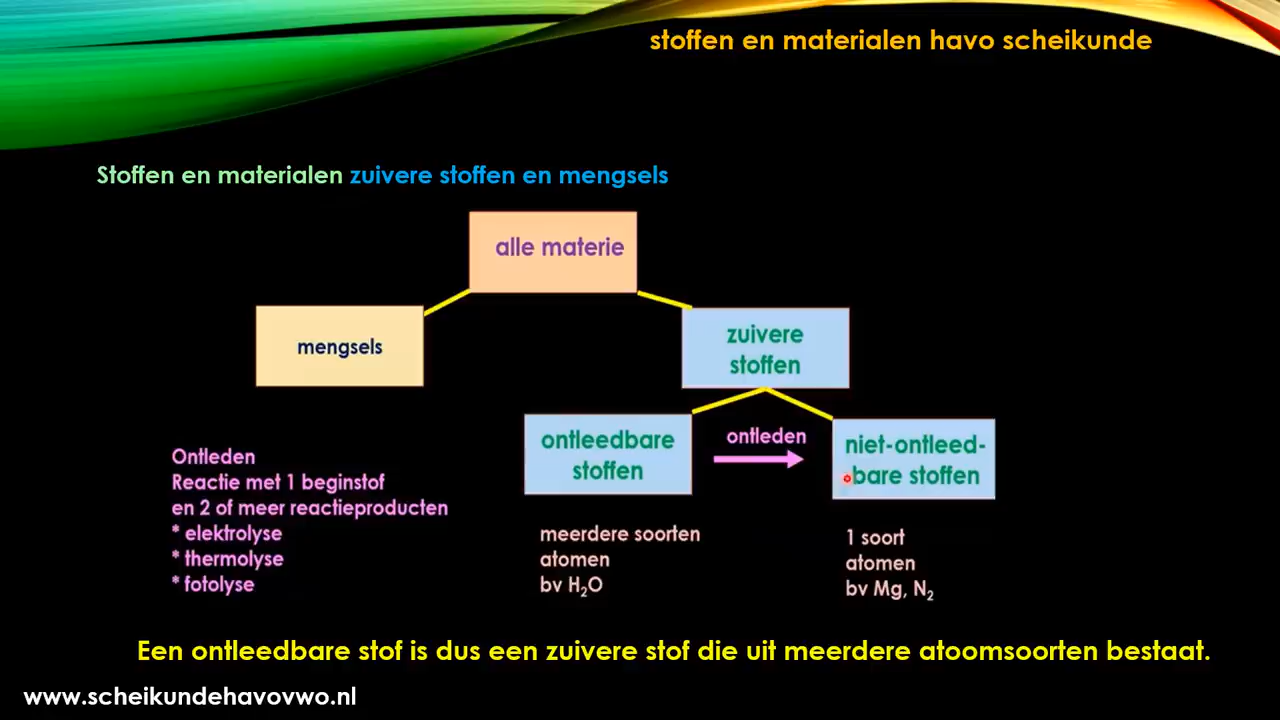 stoffen en materialen havo scheikunde
Stoffen en materialen zuivere stoffen en mengsels
alle materie
mengsels
zuivere
stoffen
ontleedbare
stoffen
ontleden
niet-ontleed-
bare stoffen
Ontleden
Reactie met 1 beginstof
en 2 of meer reactieproducten
* elektrolyse
* thermolyse
* fotolyse
meerdere soorten
atomen
bv H₂O
1 soort
atomen
bv Mg, N₂
Een ontleedbare stof is dus een zuivere stof die uit meerdere atoomsoorten bestaat.
www.scheikundehavovwo.nl